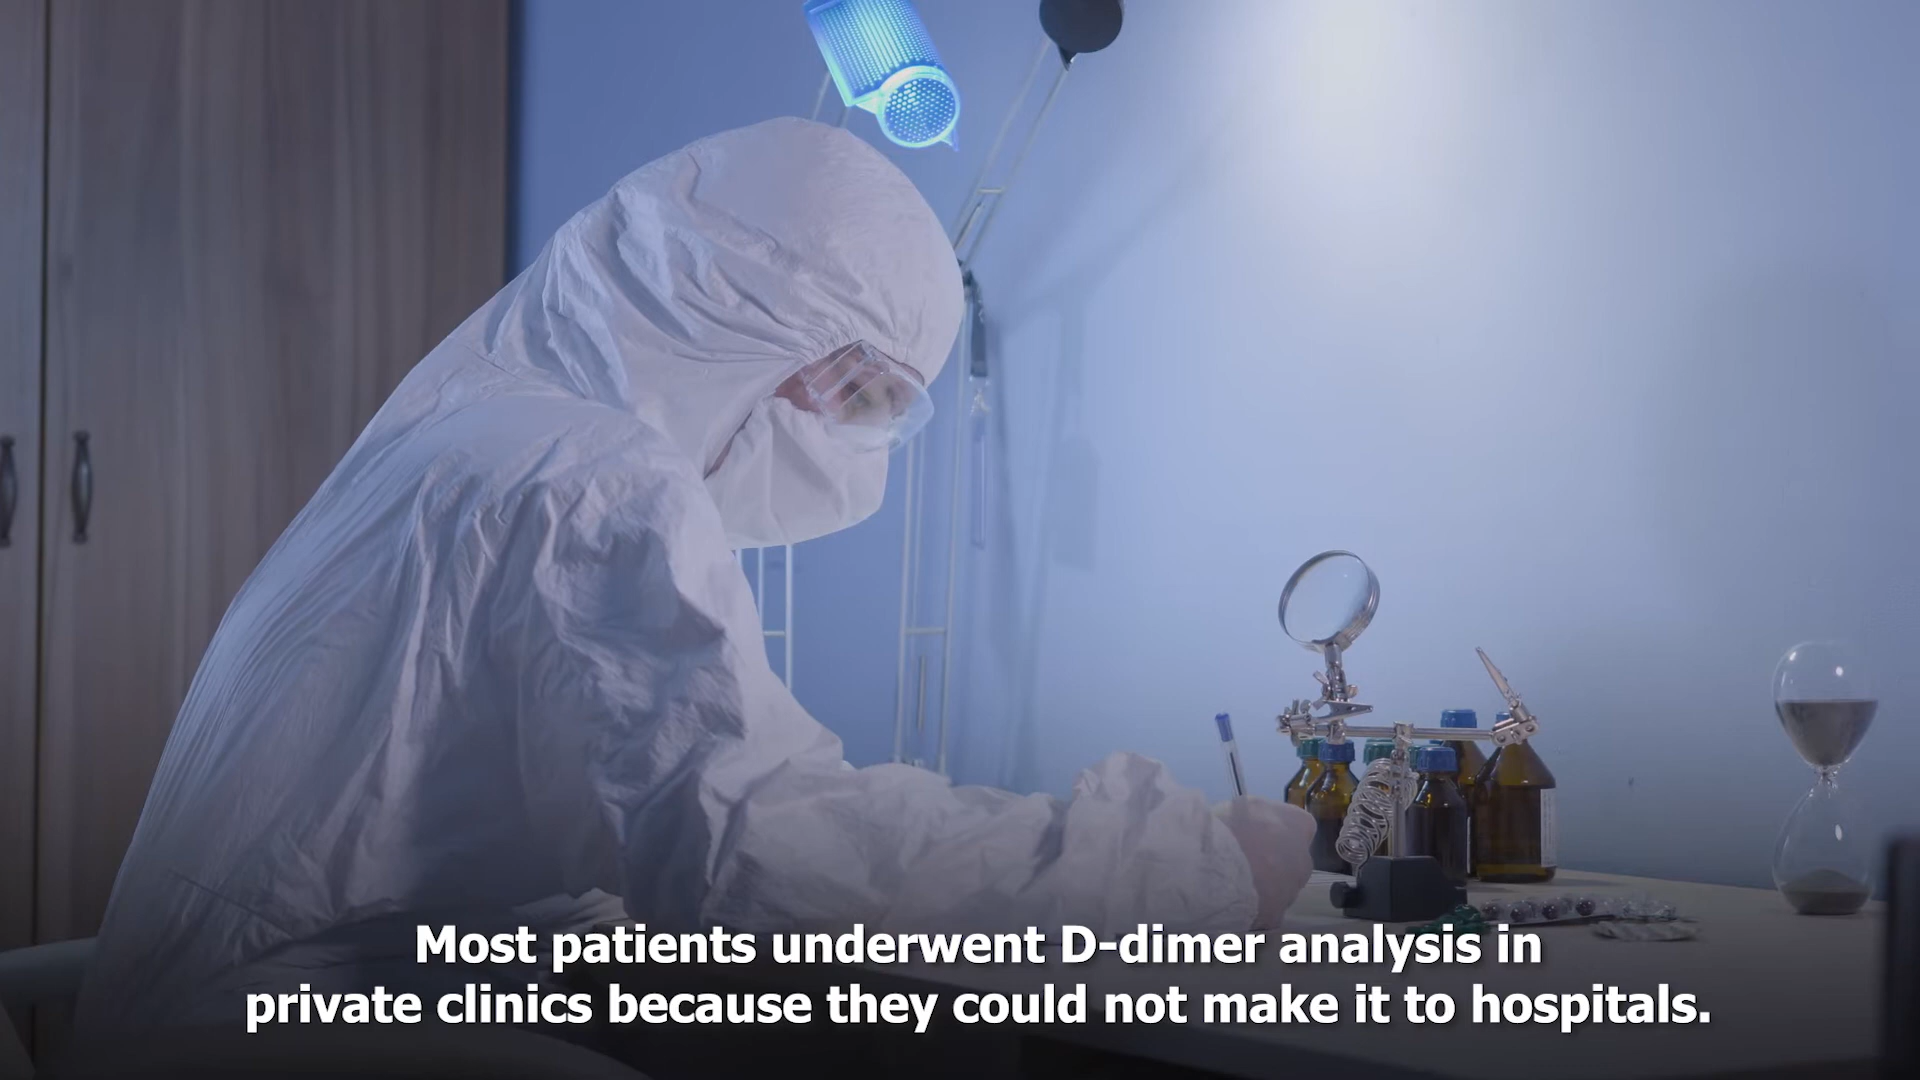 Most patients underwent D-dimer analysis in
private clinics because they could not make it to hospitals.